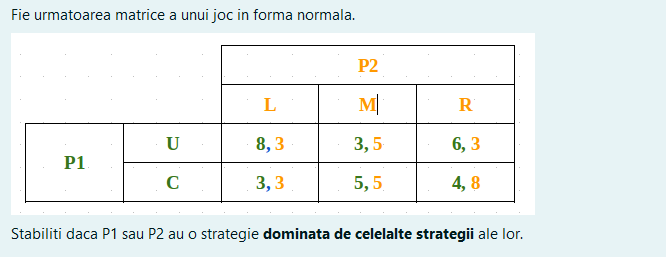 Fie urmatoarea matrice a unui joc in forma normala.
P2
L M R
P1
U 8, 3 3, 5 6, 3
C 3, 3 5, 5 4, 8
Stabiliti daca P1 sau P2 au o strategie dominata de celelalte strategii ale lor.